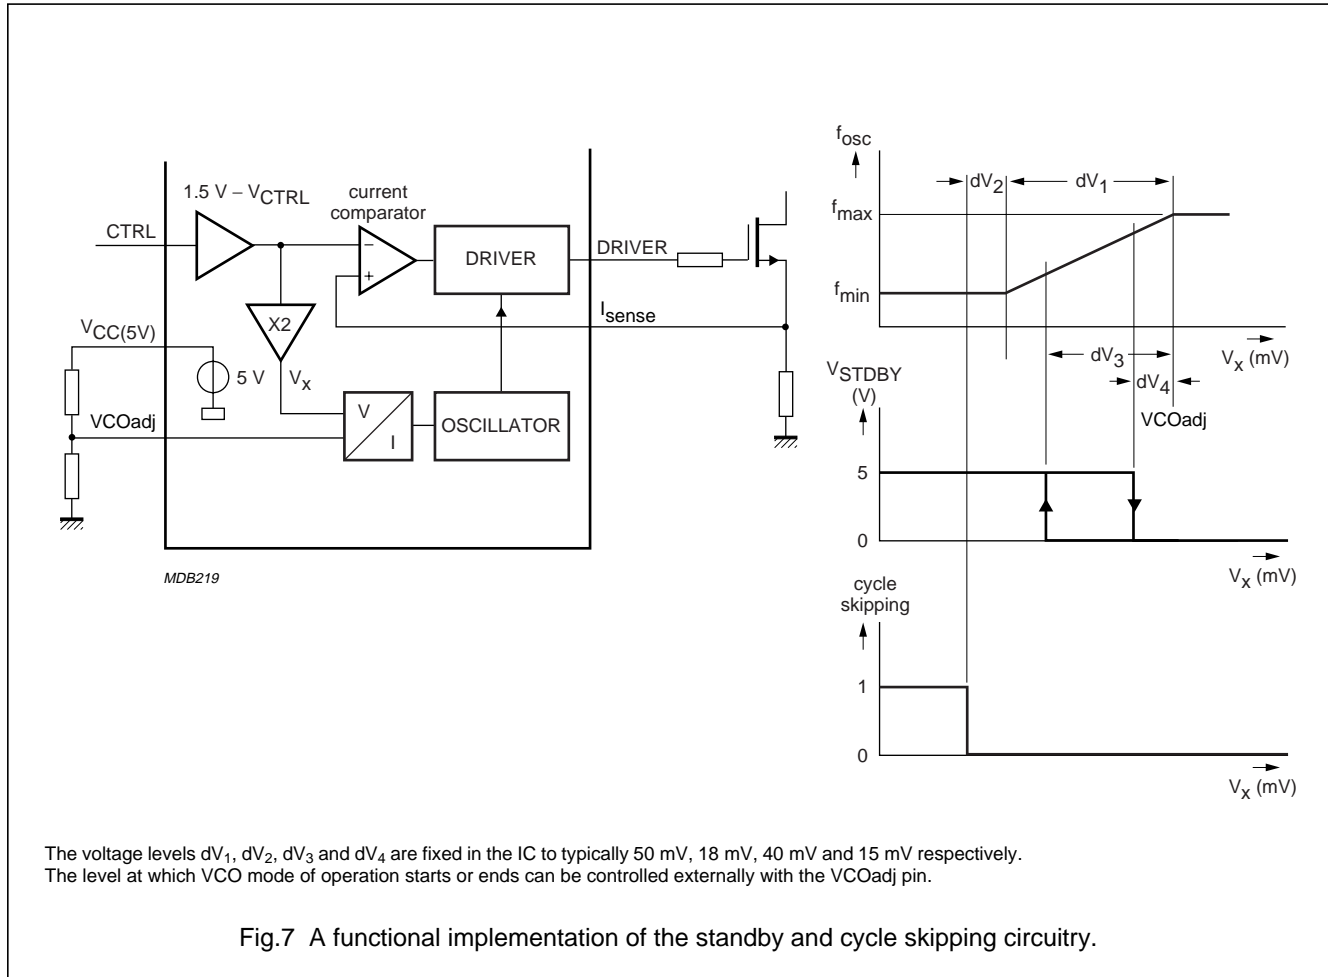 1.5 V – VCTRL
CTRL
current
comparator
−
+
DRIVER
DRIVER
Isense
X2
VCC(5V)
5 V
Vx
VCOadj
V
I
OSCILLATOR
MDB219
fosc
dV2
dV1
fmax
fmin
dV3
Vx (mV)
dV4
VCOadj
VSTDBY
(V)
5
0
Vx (mV)
cycle
skipping
1
0
Vx (mV)
The voltage levels dV1, dV2, dV3 and dV4 are fixed in the IC to typically 50 mV, 18 mV, 40 mV and 15 mV respectively.
The level at which VCO mode of operation starts or ends can be controlled externally with the VCOadj pin.
Fig.7 A functional implementation of the standby and cycle skipping circuitry.